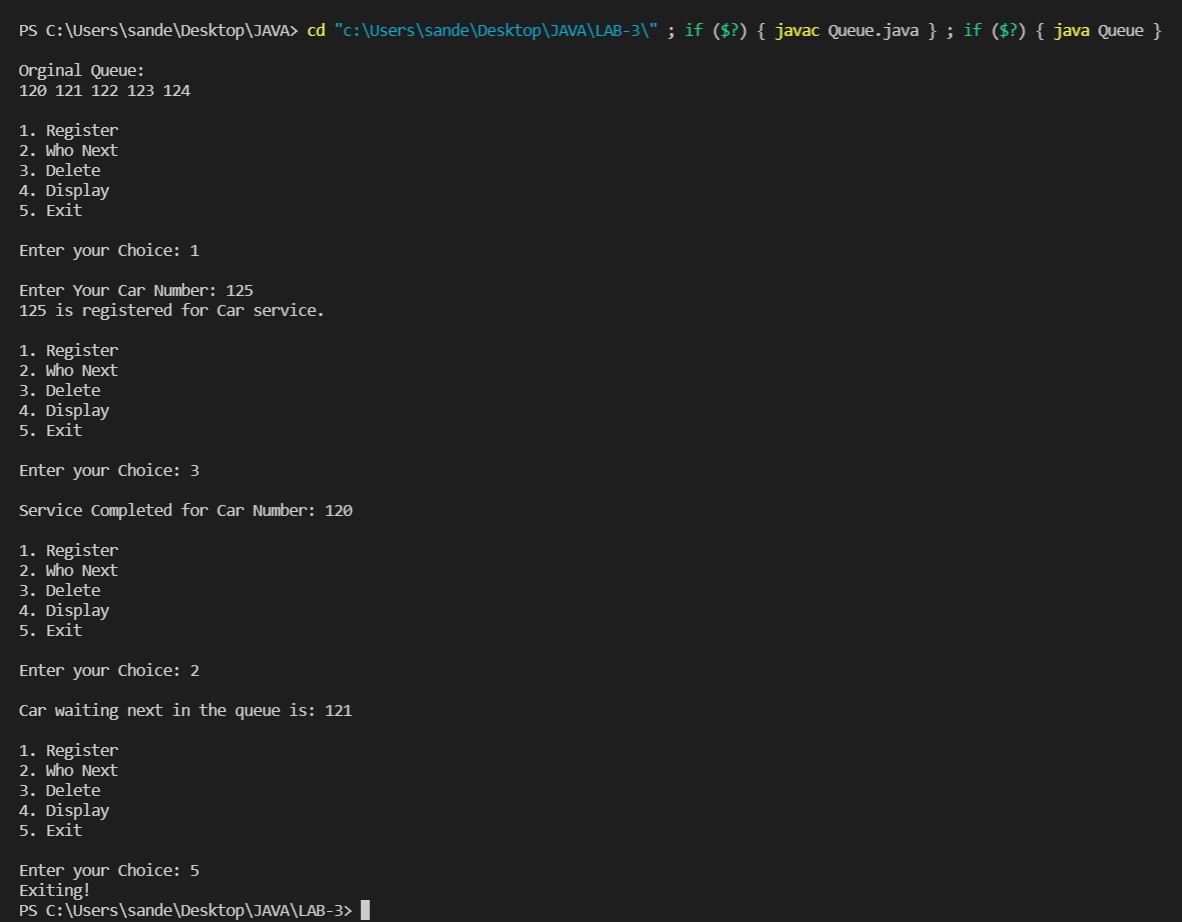 PS C:\Users\sande\Desktop\JAVA> cd "c:\Users\sande\Desktop\JAVA\LAB-3\" ; if ($?) { javac Queue.java } ; if ($?) { java Queue }
Orginal Queue:
120 121 122 123 124
1. Register
2. Who Next
3. Delete
4. Display
5. Exit
Enter your Choice: 1
Enter Your Car Number: 125
125 is registered for Car service.
1. Register
2. Who Next
3. Delete
4. Display
5. Exit
Enter your Choice: 3
Service Completed for Car Number: 120
1. Register
2. Who Next
3. Delete
4. Display
5. Exit
Enter your Choice: 2
Car waiting next in the queue is: 121
1. Register
2. Who Next
3. Delete
4. Display
5. Exit
Enter your Choice: 5
Exiting!
PS C:\Users\sande\Desktop\JAVA\LAB-3>